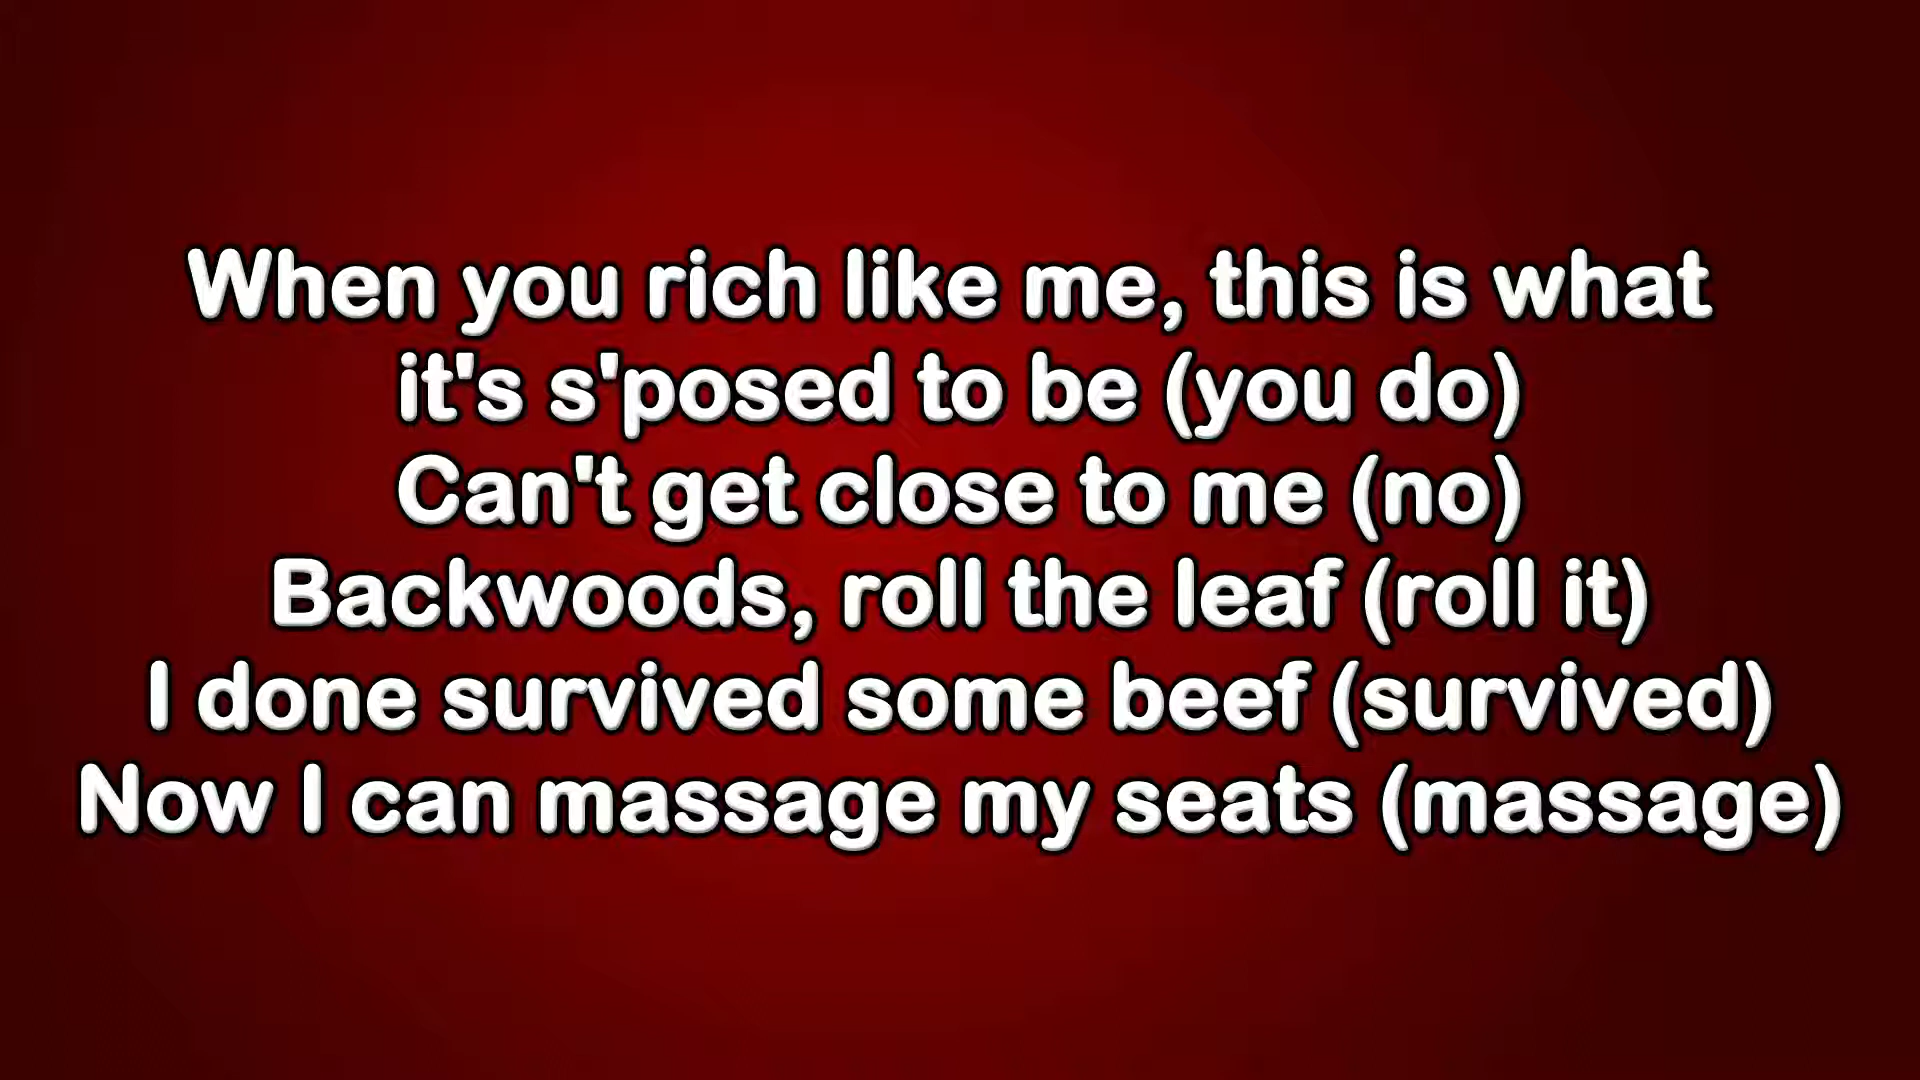 When you rich like me, this is what
it's s'posed to be (you do)
Can't get close to me (no)
Backwoods, roll the leaf (roll it)
I done survived some beef (survived)
Now I can massage my seats (massage)